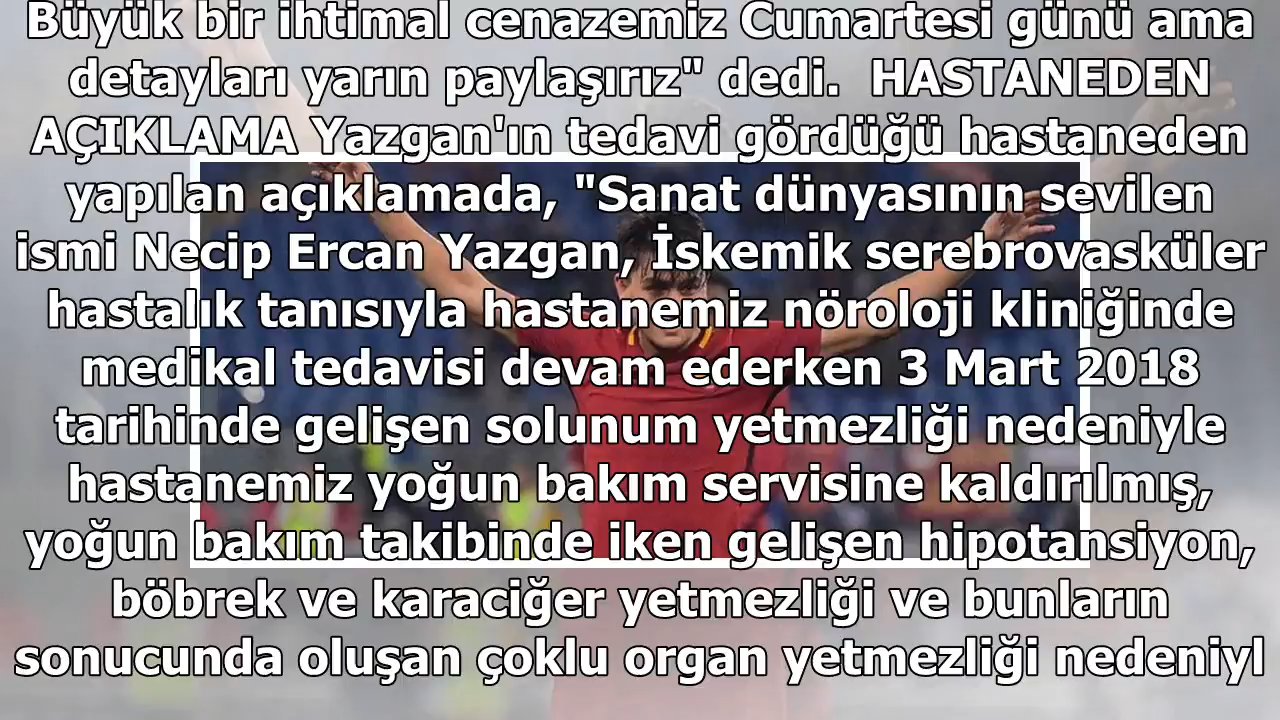 Büyük bir ihtimal cenazemiz Cumartesi günü ama
detayları yarın paylaşırız" dedi.  HASTANEDEN
AÇIKLAMA Yazgan'ın tedavi gördüğü hastaneden
yapılan açıklamada, "Sanat dünyasının sevilen
ismi Necip Ercan Yazgan, İskemik serebrovasküler
hastalık tanısıyla hastanemiz nöroloji kliniğinde
medikal tedavisi devam ederken 3 Mart 2018
tarihinde gelişen solunum yetmezliği nedeniyle
hastanemiz yoğun bakım servisine kaldırılmış,
yoğun bakım takibinde iken gelişen hipotansiyon,
böbrek ve karaciğer yetmezliği ve bunların
sonucunda oluşan çoklu organ yetmezliği nedeniyl